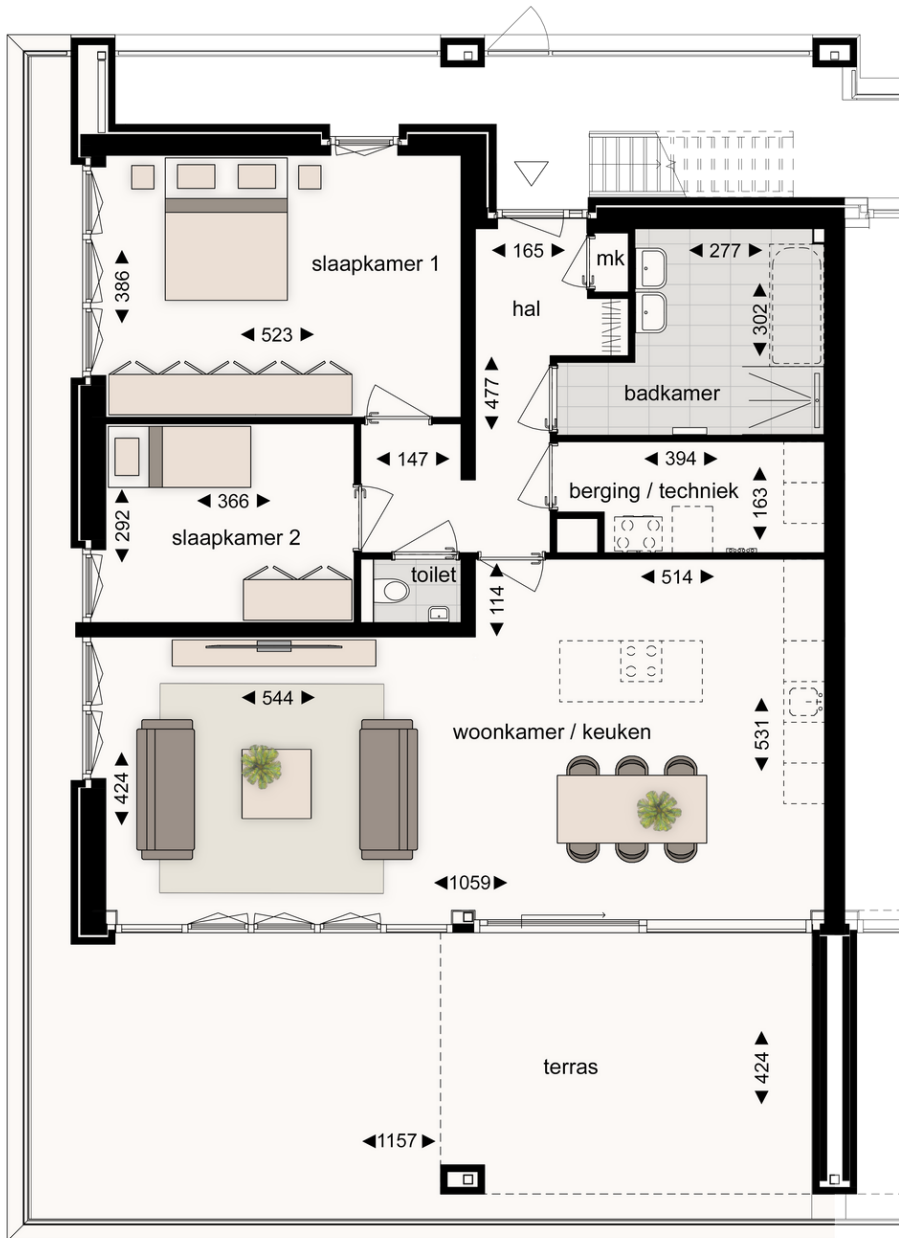 165
mk
277
slaapkamer 1
386
hal
302
523
477
badkamer
147
394
366
berging / techniek
163
292
slaapkamer 2
toilet
514
114
544
woonkamer / keuken
531
424
1059
terras
424
1157